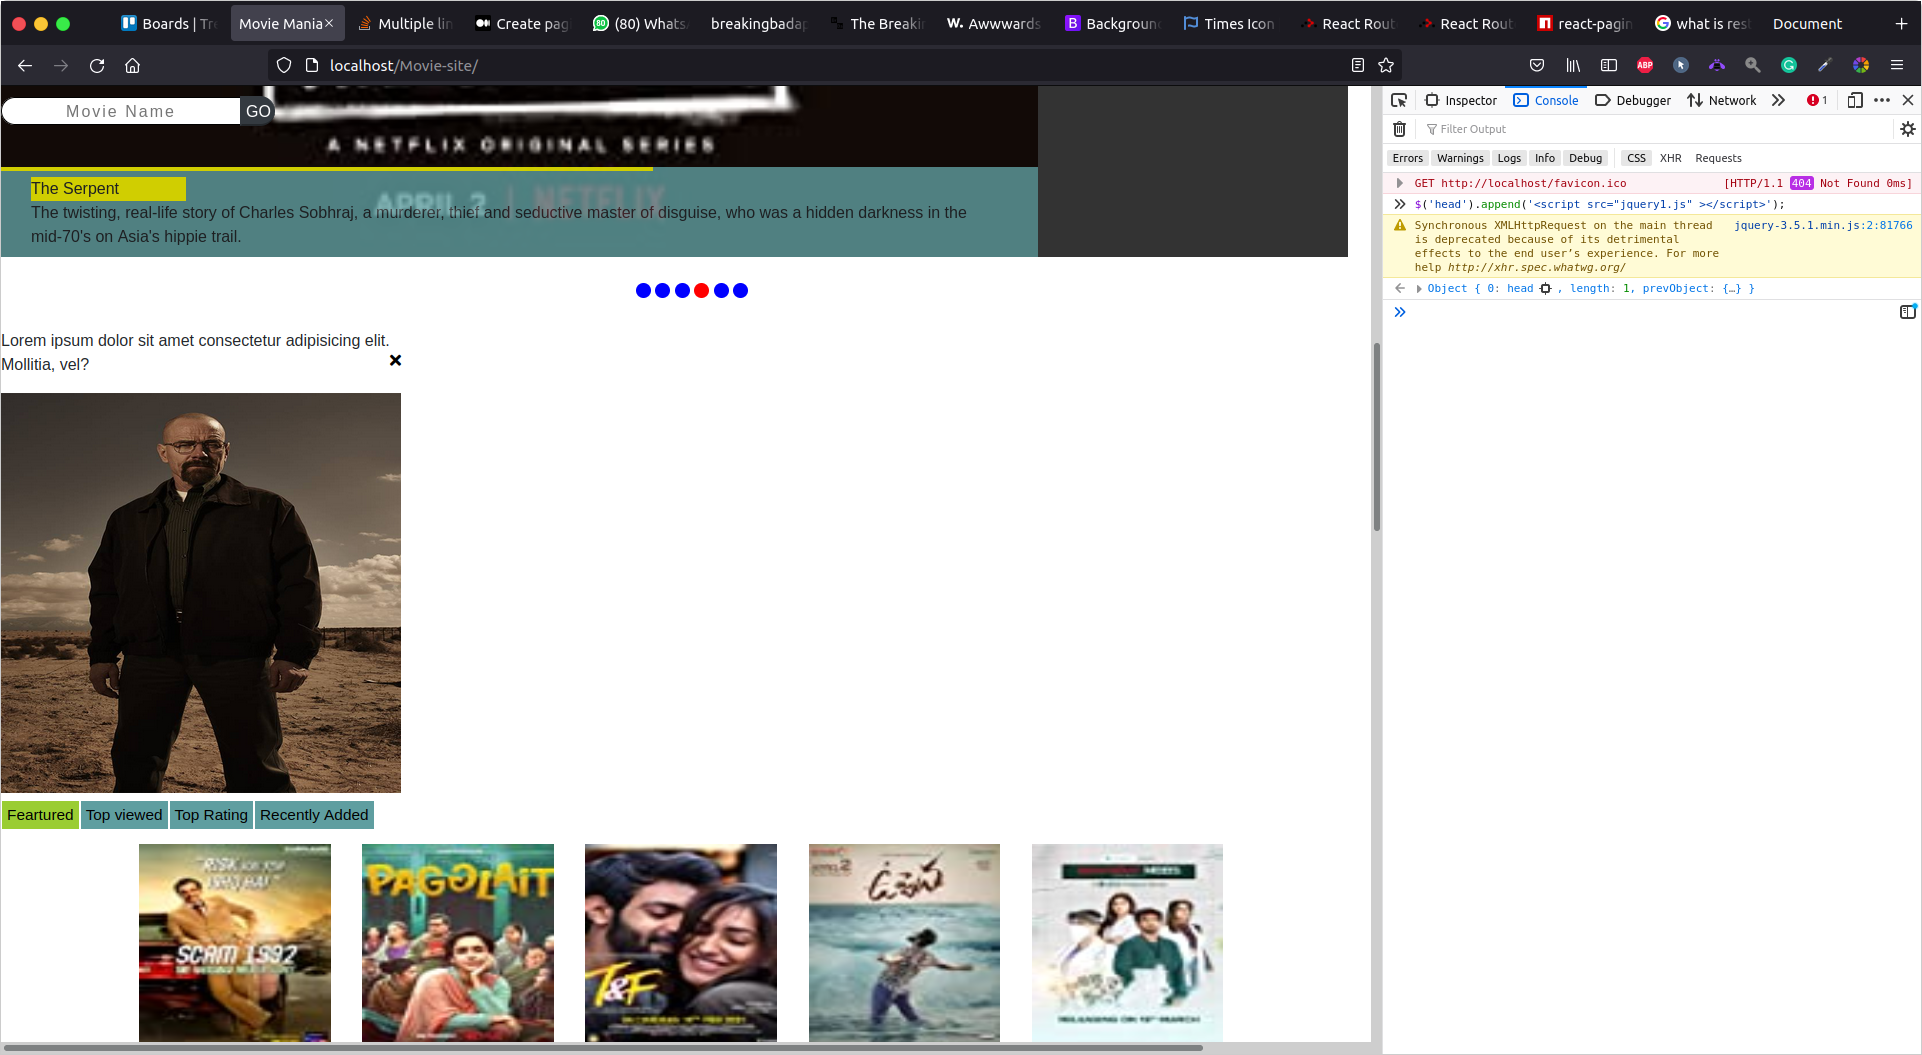 Boards | Tre
Movie Mania
Multiple lin
Create pag
(80) Whats
breakingbadap
The Breakin
Awwwards
Background
Times Icon
React Rout
React Rout
react-pagin
what is rest
Document
localhost/Movie-site/
Movie Name
GO
A NETFLIX ORIGINAL SERIES
APRIL 2 | NETFLIX
The Serpent
The twisting, real-life story of Charles Sobhraj, a murderer, thief and seductive master of disguise, who was a hidden darkness in the
mid-70's on Asia's hippie trail.
Lorem ipsum dolor sit amet consectetur adipisicing elit.
Mollitia, vel?
Feartured
Top viewed
Top Rating
Recently Added
SCAM 1992
PAGGLAIT
T&F
ఉప్పెన
Inspector
Console
Debugger
Network
1
Filter Output
Errors
Warnings
Logs
Info
Debug
CSS
XHR
Requests
GET http://localhost/favicon.ico
[HTTP/1.1 404 Not Found 0ms]
$('head').append('<script src="jquery1.js" ></script>');
Synchronous XMLHttpRequest on the main thread
jquery-3.5.1.min.js:2:81766
is deprecated because of its detrimental
effects to the end user’s experience. For more
help http://xhr.spec.whatwg.org/
Object { 0: head , length: 1, prevObject: {…} }